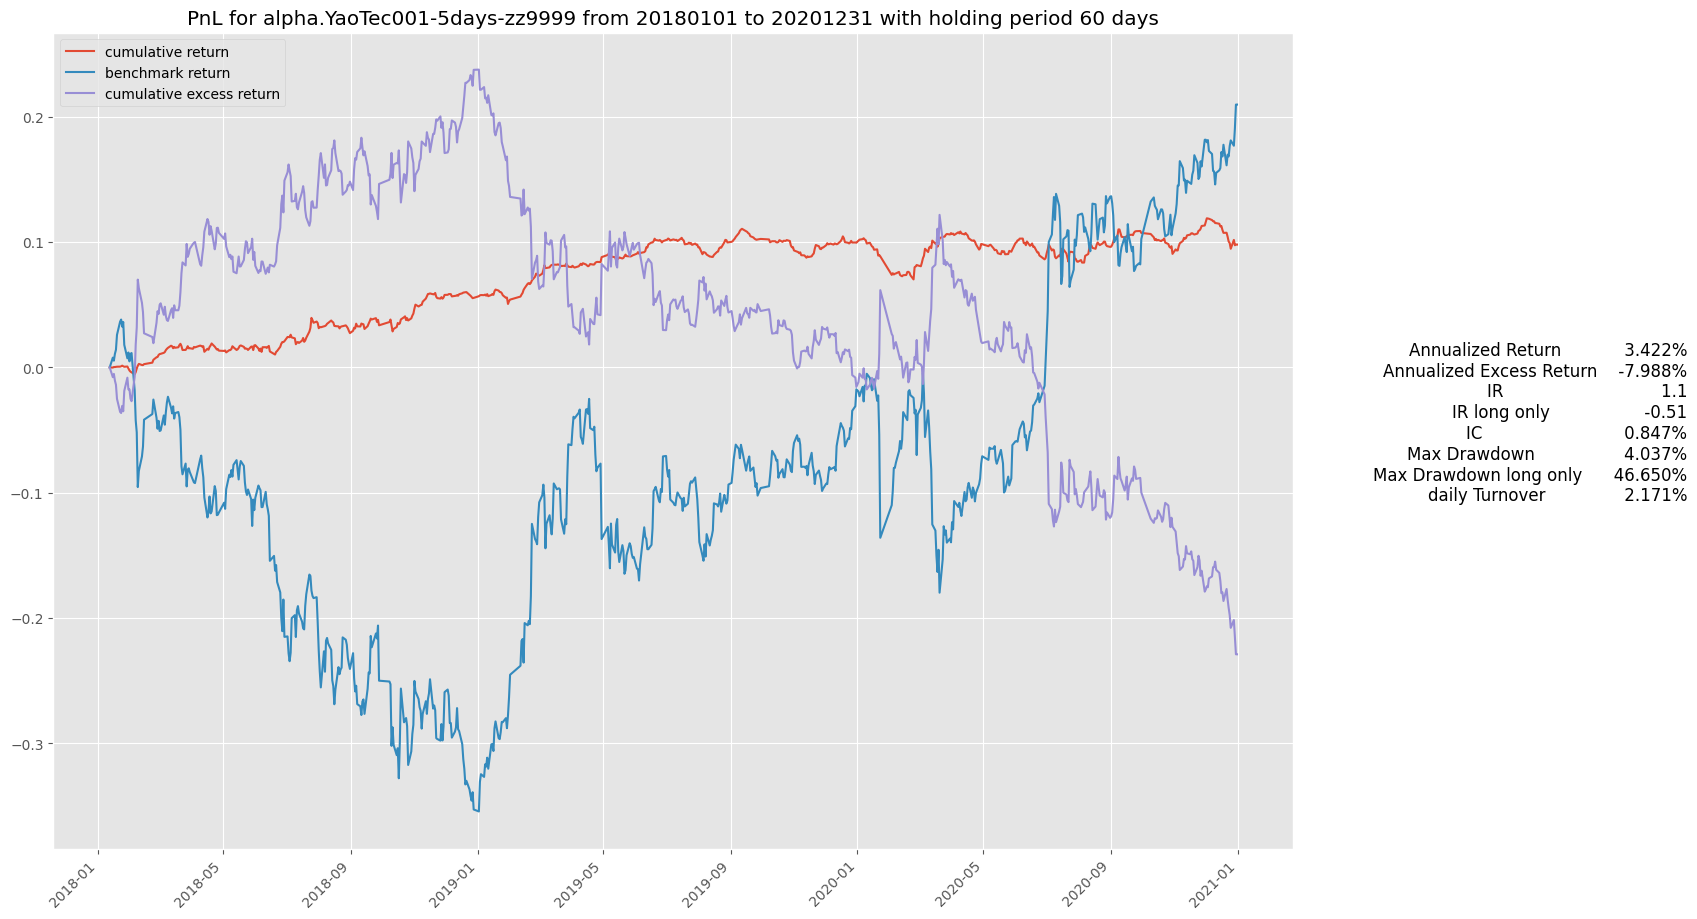 PnL for alpha.YaoTec001-5days-zz9999 from 20180101 to 20201231 with holding period 60 days
cumulative return
benchmark return
cumulative excess return
0.2
0.1
0.0
−0.1
−0.2
−0.3
2018-01
2018-05
2018-09
2019-01
2019-05
2019-09
2020-01
2020-05
2020-09
2021-01
Annualized Return 3.422%
Annualized Excess Return -7.988%
IR 1.1
IR long only -0.51
IC 0.847%
Max Drawdown 4.037%
Max Drawdown long only 46.650%
daily Turnover 2.171%